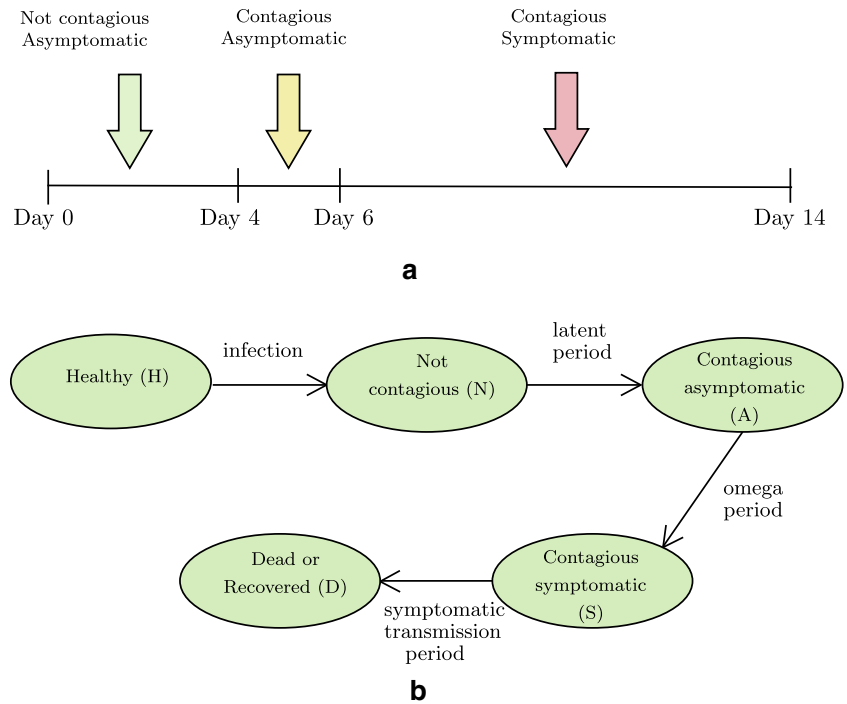 Not contagious
Asymptomatic
Contagious
Asymptomatic
Contagious
Symptomatic
Day 0
Day 4
Day 6
Day 14
a
Healthy (H)
infection
Not
contagious (N)
latent
period
Contagious
asymptomatic
(A)
omega
period
Contagious
symptomatic
(S)
symptomatic
transmission
period
Dead or
Recovered (D)
b